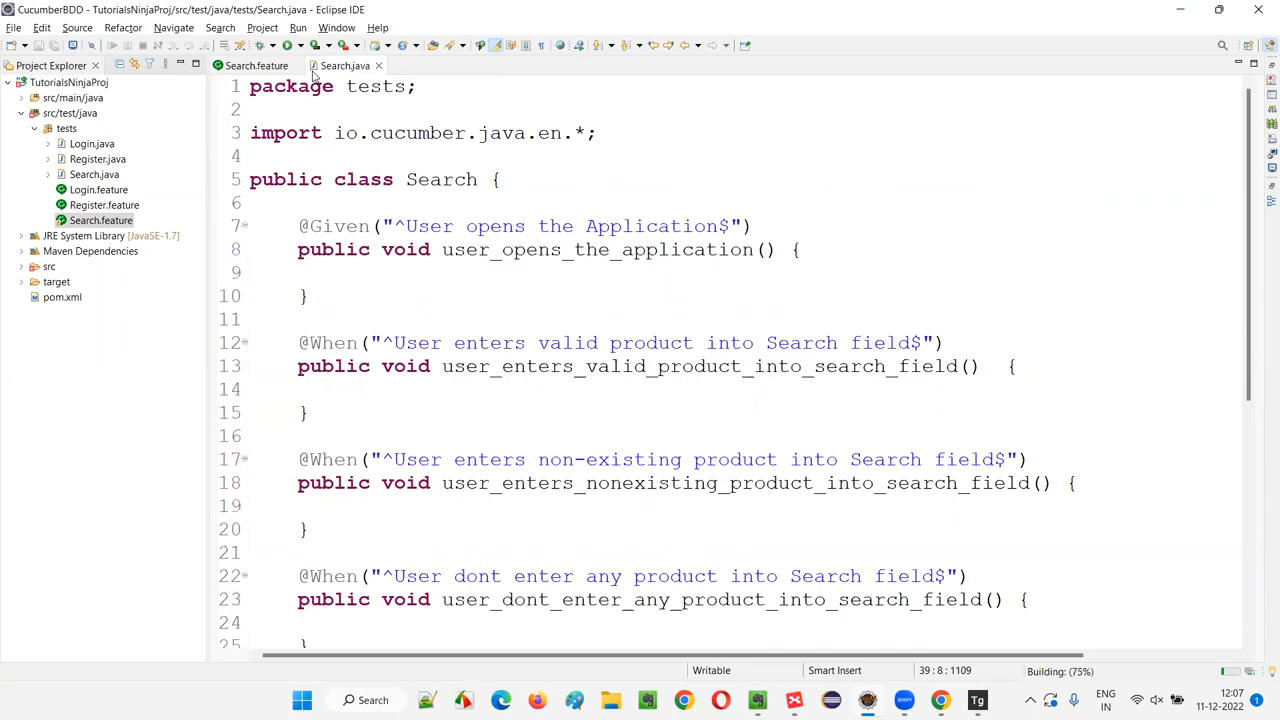 CucumberBDD - TutorialsNinjaProj/src/test/java/tests/Search.java - Eclipse IDE
File Edit Source Refactor Navigate Search Project Run Window Help
Project Explorer
Search.feature
Search.java
TutorialsNinjaProj
src/main/java
src/test/java
tests
Login.java
Register.java
Search.java
Login.feature
Register.feature
Search.feature
JRE System Library [JavaSE-1.7]
Maven Dependencies
src
target
pom.xml
1 package tests;
2
3 import io.cucumber.java.en.*;
4
5 public class Search {
6
7 @Given("^User opens the Application$")
8 public void user_opens_the_application() {
9
10 }
11
12 @When("^User enters valid product into Search field$")
13 public void user_enters_valid_product_into_search_field() {
14
15 }
16
17 @When("^User enters non-existing product into Search field$")
18 public void user_enters_nonexisting_product_into_search_field() {
19
20 }
21
22 @When("^User dont enter any product into Search field$")
23 public void user_dont_enter_any_product_into_search_field() {
24
25 }
Writable Smart Insert 39 : 8 : 1109 Building: (75%)
Search
zoom
Tg
ENG
IN
12:07
11-12-2022
1